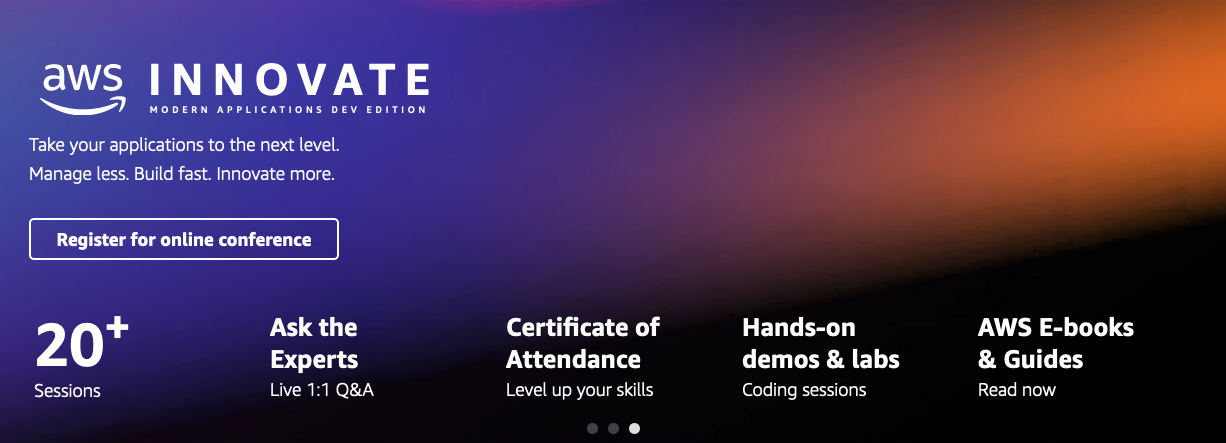 aws INNOVATE
MODERN APPLICATIONS DEV EDITION
Take your applications to the next level.
Manage less. Build fast. Innovate more.
Register for online conference
20+
Sessions
Ask the
Experts
Live 1:1 Q&A
Certificate of
Attendance
Level up your skills
Hands-on
demos & labs
Coding sessions
AWS E-books
& Guides
Read now